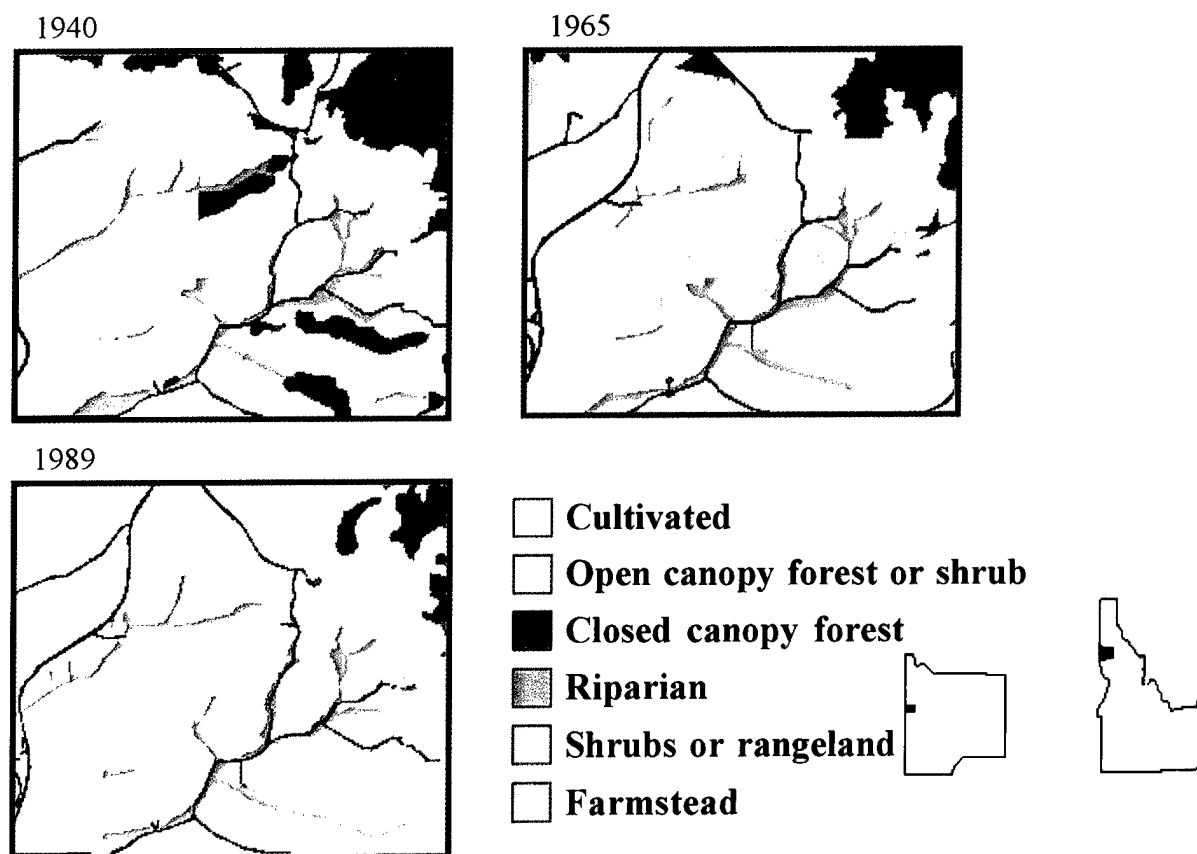 1940
1965
1989
Cultivated
Open canopy forest or shrub
Closed canopy forest
Riparian
Shrubs or rangeland
Farmstead